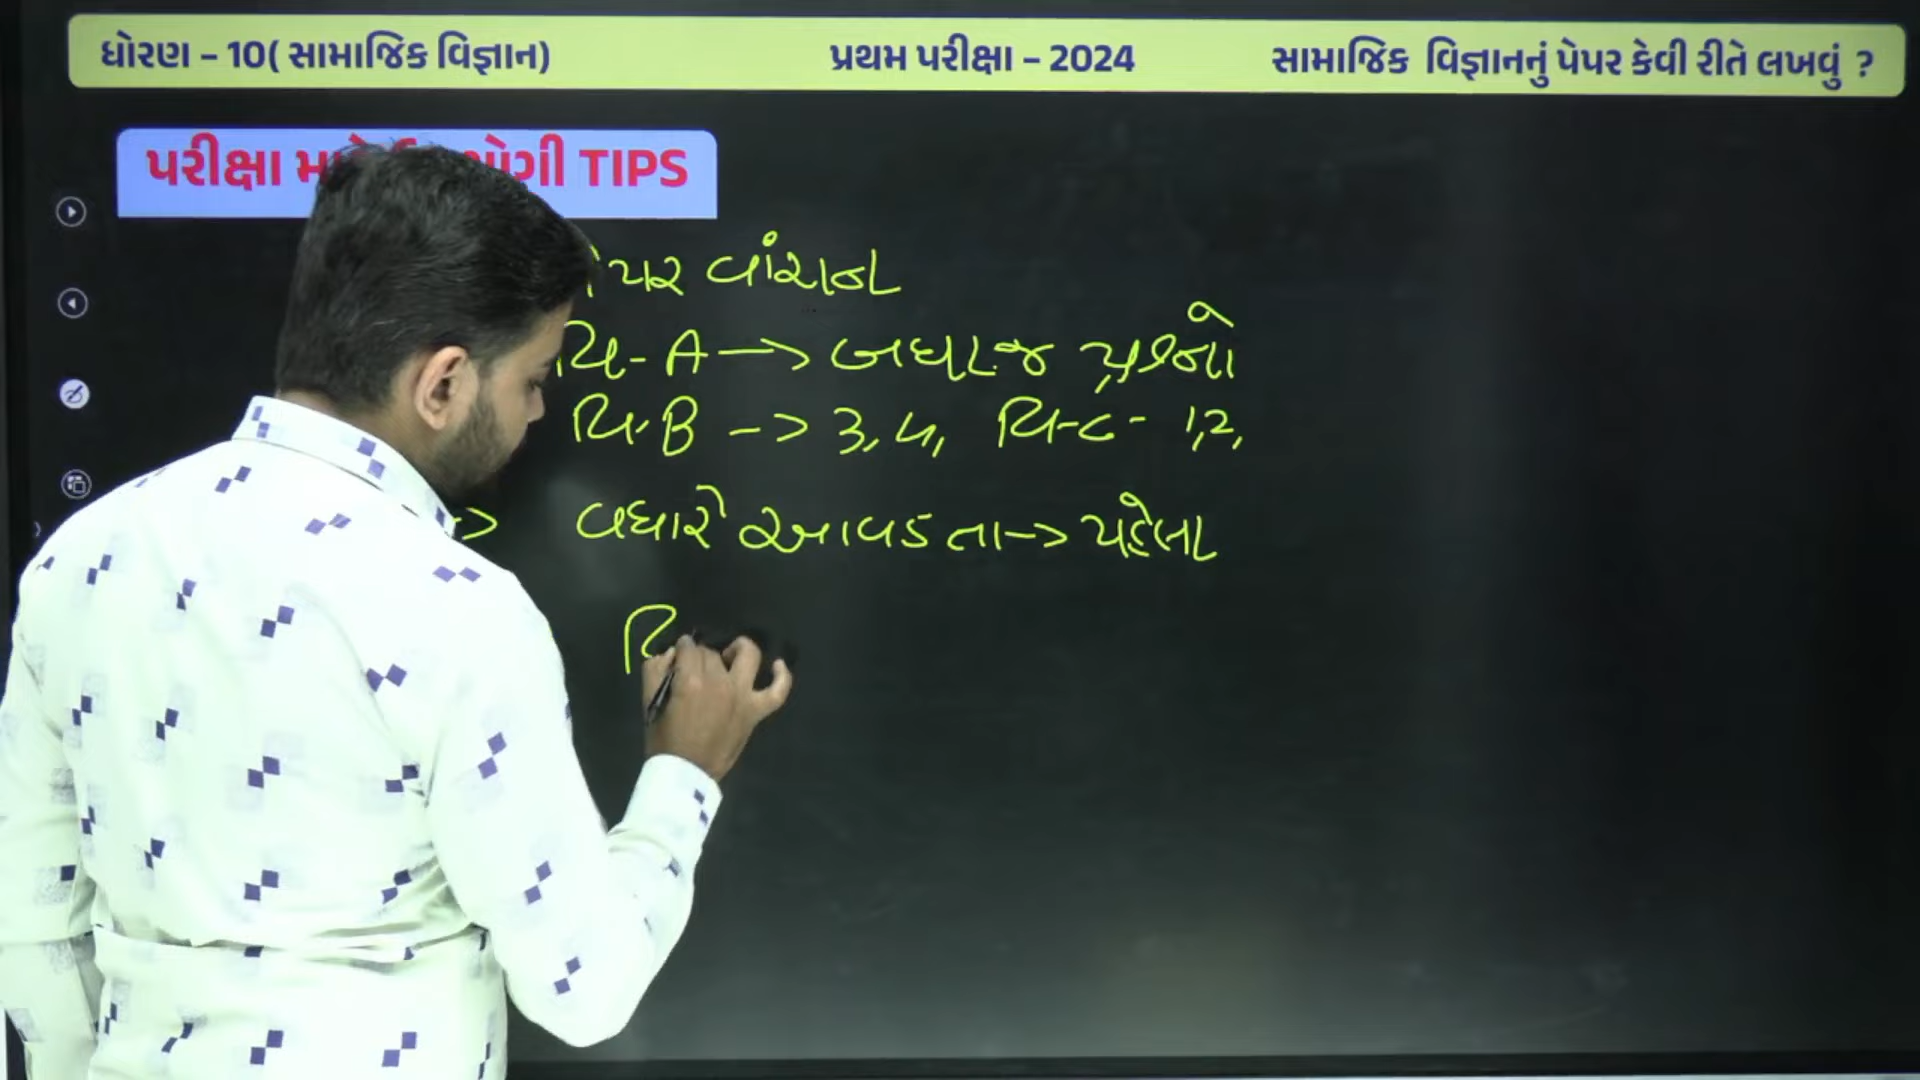 ધોરણ – 10( સામાજિક વિજ્ઞાન) પ્રથમ પરીક્ષા – 2024 સામાજિક વિજ્ઞાનનું પેપર કેવી રીતે લખવું ?
પરીક્ષા TIPS
વાંચન
વિ-A -> બધાજ પ્રશ્નો
વિ-B -> 3, 4, વિ-C - 1,2,
-> વધારે આવડતા -> પહેલા